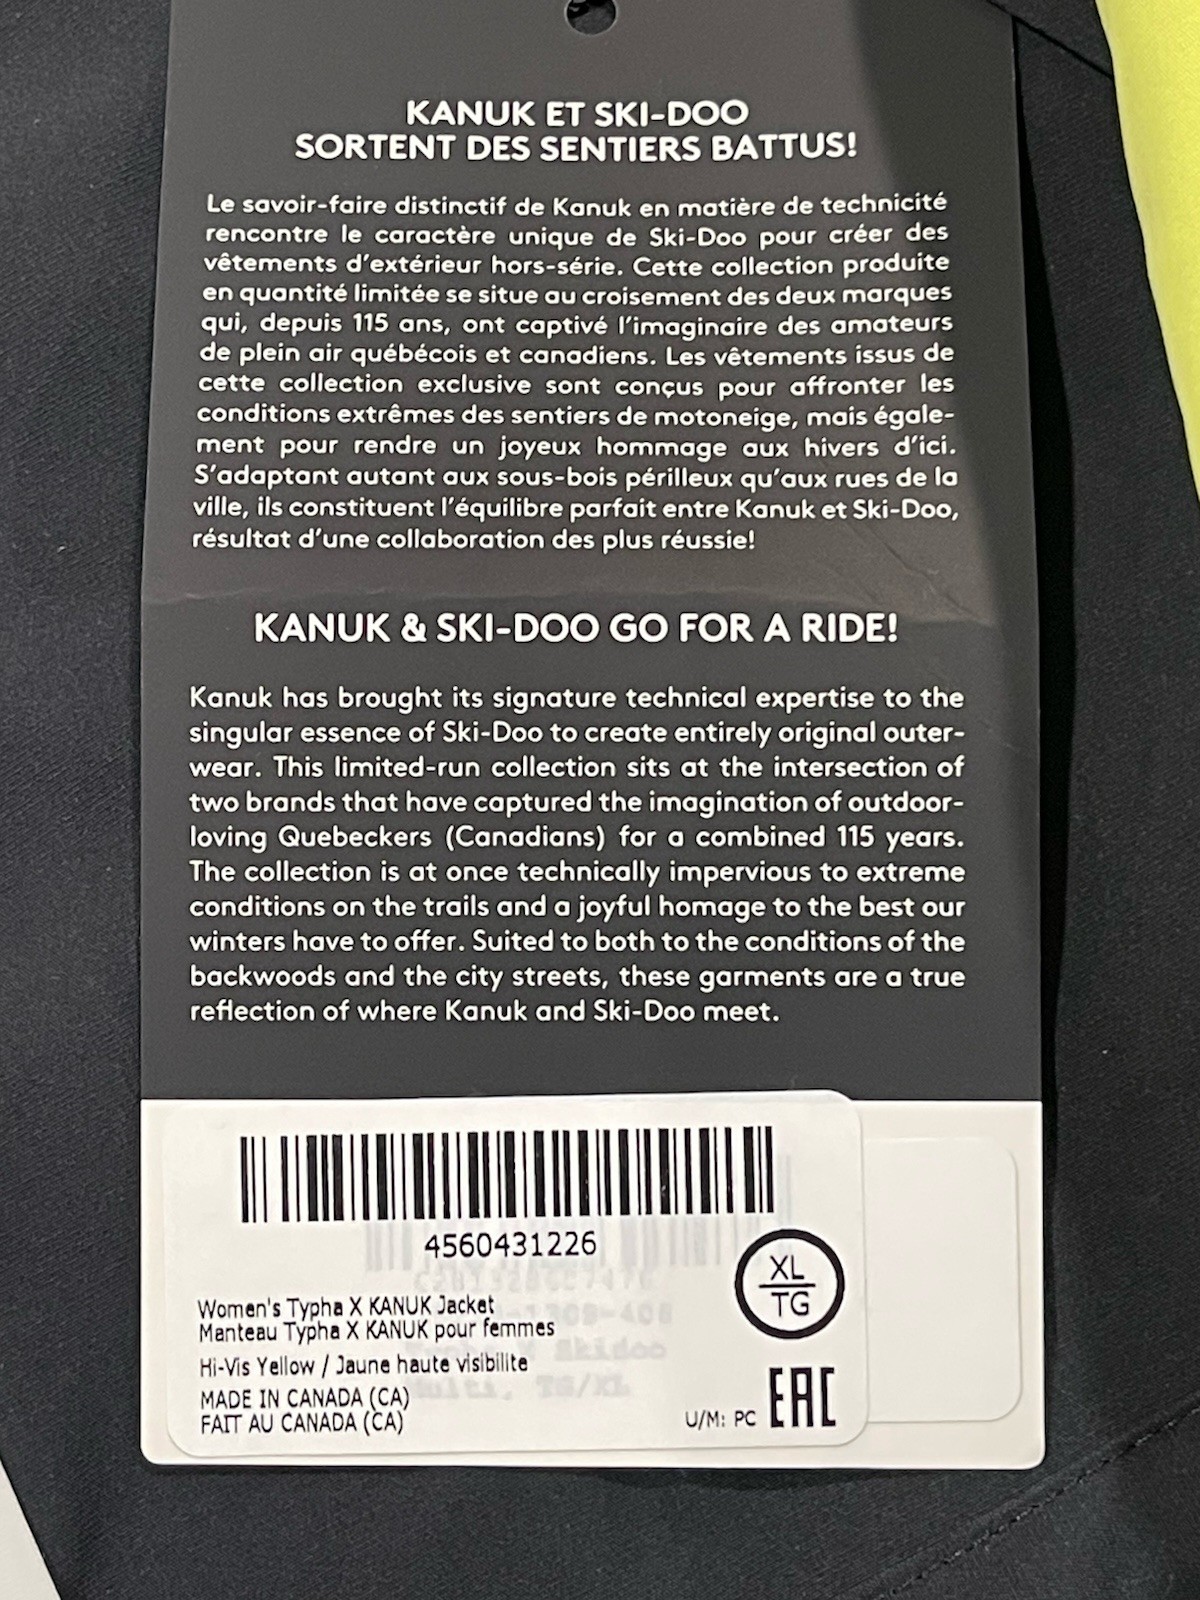 KANUK ET SKI-DOO
SORTENT DES SENTIERS BATTUS!
Le savoir-faire distinctif de Kanuk en matière de technicité
rencontre le caractère unique de Ski-Doo pour créer des
vêtements d'extérieur hors-série. Cette collection produite
en quantité limitée se situe au croisement des deux marques
qui, depuis 115 ans, ont captivé l'imaginaire des amateurs
de plein air québécois et canadiens. Les vêtements issus de
cette collection exclusive sont conçus pour affronter les
conditions extrêmes des sentiers de motoneige, mais égale-
ment pour rendre un joyeux hommage aux hivers d'ici.
S'adaptant autant aux sous-bois périlleux qu'aux rues de la
ville, ils constituent l'équilibre parfait entre Kanuk et Ski-Doo,
résultat d'une collaboration des plus réussie!
KANUK & SKI-DOO GO FOR A RIDE!
Kanuk has brought its signature technical expertise to the
singular essence of Ski-Doo to create entirely original outer-
wear. This limited-run collection sits at the intersection of
two brands that have captured the imagination of outdoor-
loving Quebeckers (Canadians) for a combined 115 years.
The collection is at once technically impervious to extreme
conditions on the trails and a joyful homage to the best our
winters have to offer. Suited to both to the conditions of the
backwoods and the city streets, these garments are a true
reflection of where Kanuk and Ski-Doo meet.
4560431226
XL
TG
Women's Typha X KANUK Jacket
Manteau Typha X KANUK pour femmes
Hi-Vis Yellow / Jaune haute visibilite
MADE IN CANADA (CA)
FAIT AU CANADA (CA)
U/M: PC EAC